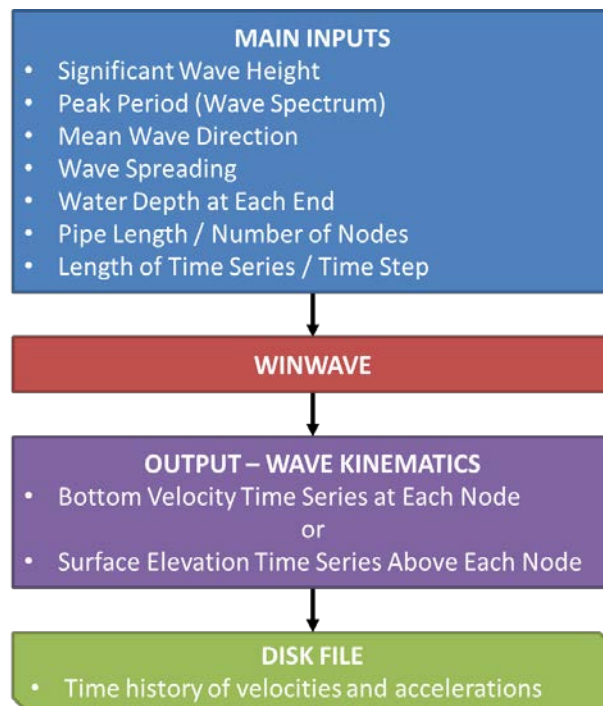 MAIN INPUTS
• Significant Wave Height
• Peak Period (Wave Spectrum)
• Mean Wave Direction
• Wave Spreading
• Water Depth at Each End
• Pipe Length / Number of Nodes
• Length of Time Series / Time Step
WINWAVE
OUTPUT – WAVE KINEMATICS
• Bottom Velocity Time Series at Each Node
or
• Surface Elevation Time Series Above Each Node
DISK FILE
• Time history of velocities and accelerations